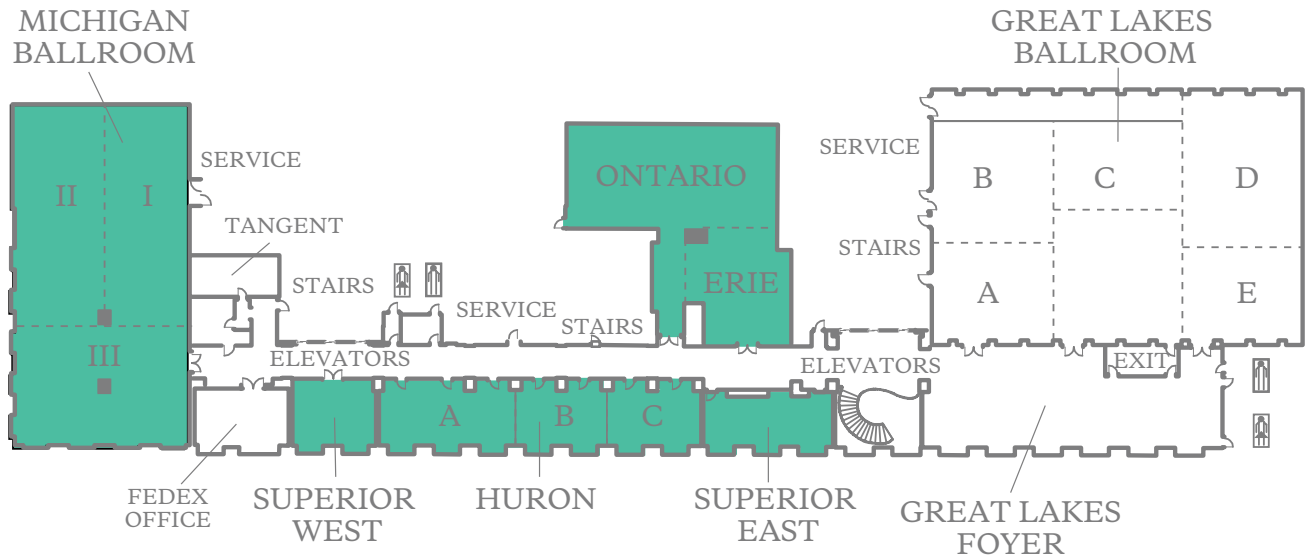 MICHIGAN
BALLROOM
GREAT LAKES
BALLROOM
SERVICE
SERVICE
ONTARIO
II
I
B
C
D
TANGENT
STAIRS
STAIRS
ERIE
A
E
SERVICE
STAIRS
III
ELEVATORS
ELEVATORS
EXIT
A
B
C
FEDEX
OFFICE
SUPERIOR
WEST
HURON
SUPERIOR
EAST
GREAT LAKES
FOYER